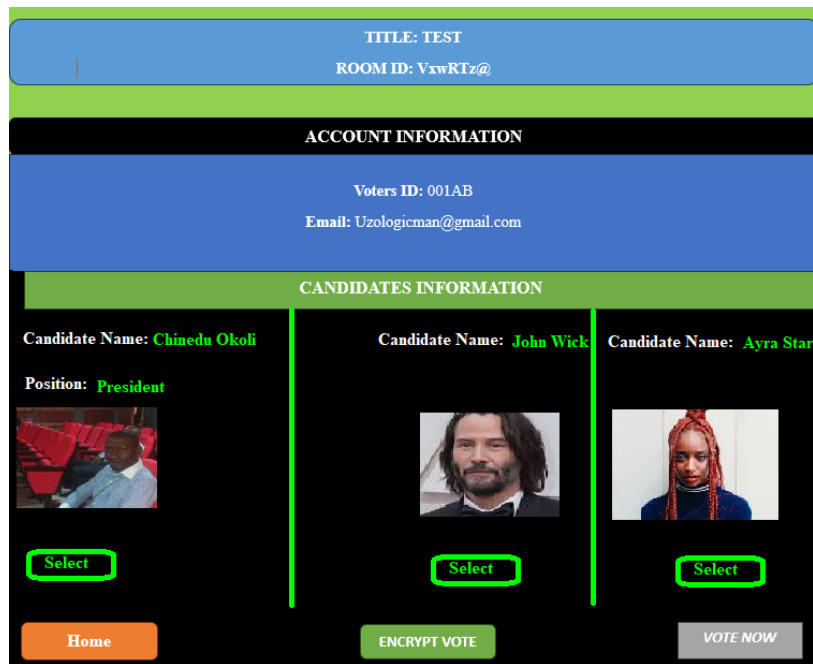 TITLE: TEST
ROOM ID: VxwRTz@
ACCOUNT INFORMATION
Voters ID: 001AB
Email: Uzologicman@gmail.com
CANDIDATES INFORMATION
Candidate Name: Chinedu Okoli
Position: President
Select
Candidate Name: John Wick
Select
Candidate Name: Ayra Star
Select
Home
ENCRYPT VOTE
VOTE NOW